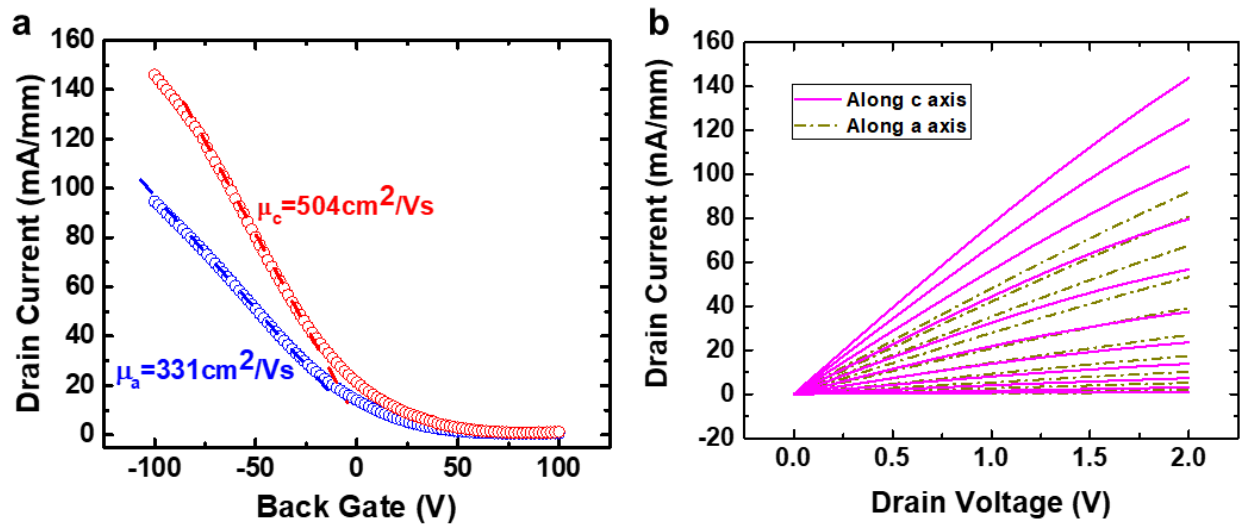 a
160
140
120
100
80
60
40
20
0
-100
-50
0
50
100
Drain Current (mA/mm)
Back Gate (V)
μc=504cm²/Vs
μa=331cm²/Vs
b
160
140
120
100
80
60
40
20
0
-20
0.0
0.5
1.0
1.5
2.0
Drain Current (mA/mm)
Drain Voltage (V)
Along c axis
Along a axis